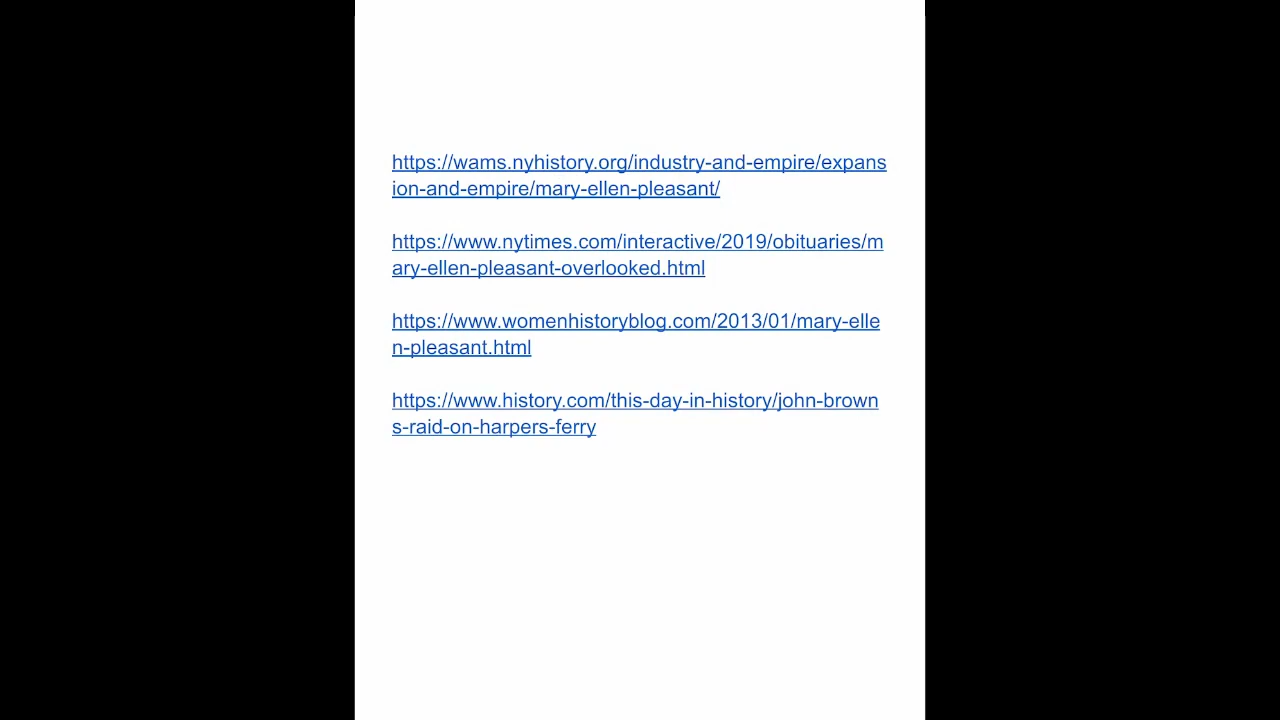 https://wams.nyhistory.org/industry-and-empire/expans
ion-and-empire/mary-ellen-pleasant/
https://www.nytimes.com/interactive/2019/obituaries/m
ary-ellen-pleasant-overlooked.html
https://www.womenhistoryblog.com/2013/01/mary-elle
n-pleasant.html
https://www.history.com/this-day-in-history/john-brown
s-raid-on-harpers-ferry